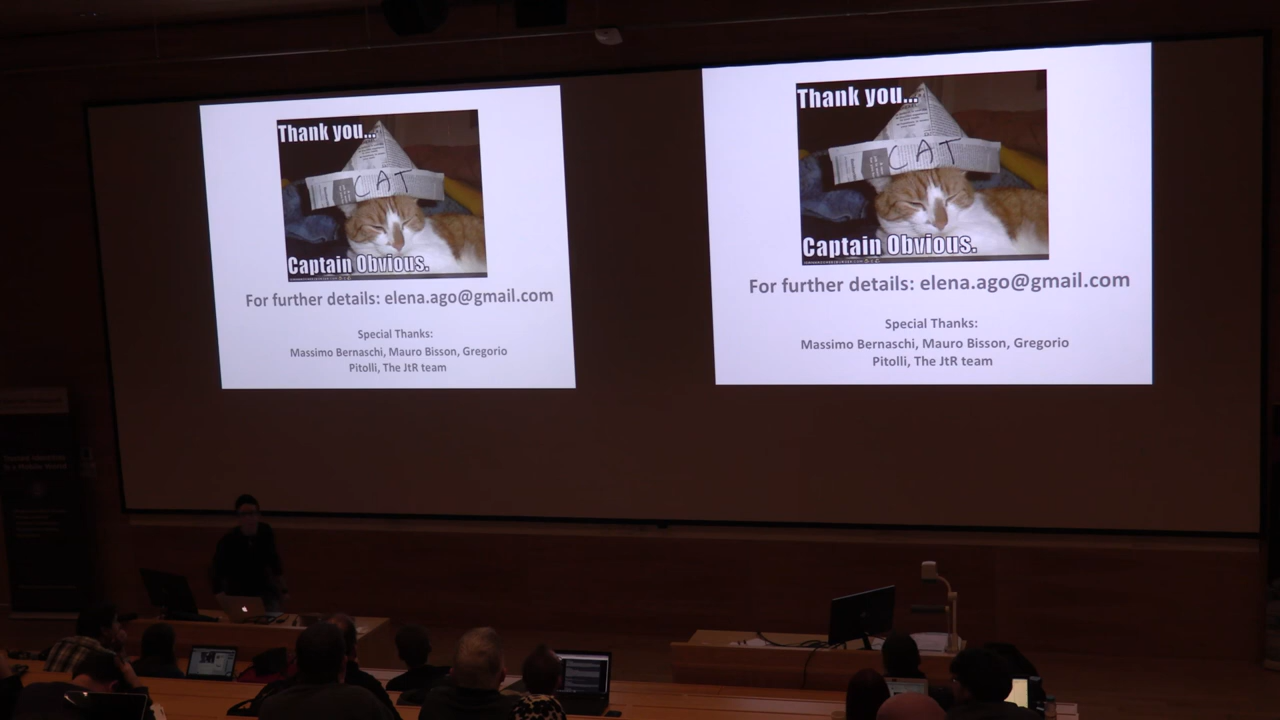 Thank you...
CAT
Captain Obvious.
For further details: elena.ago@gmail.com
Special Thanks:
Massimo Bernaschi, Mauro Bisson, Gregorio
Pitolli, The JtR team
Thank you...
CAT
Captain Obvious.
For further details: elena.ago@gmail.com
Special Thanks:
Massimo Bernaschi, Mauro Bisson, Gregorio
Pitolli, The JtR team